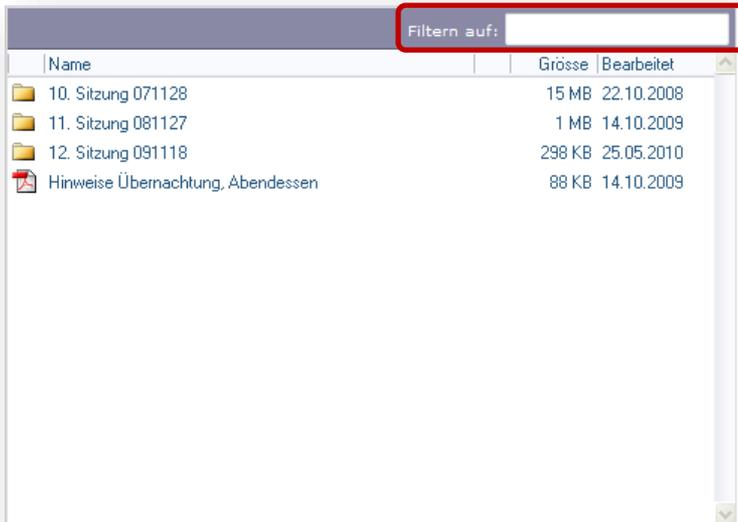 Filtern auf:
Name Grösse Bearbeitet
10. Sitzung 071128 15 MB 22.10.2008
11. Sitzung 081127 1 MB 14.10.2009
12. Sitzung 091118 298 KB 25.05.2010
Hinweise Übernachtung, Abendessen 88 KB 14.10.2009